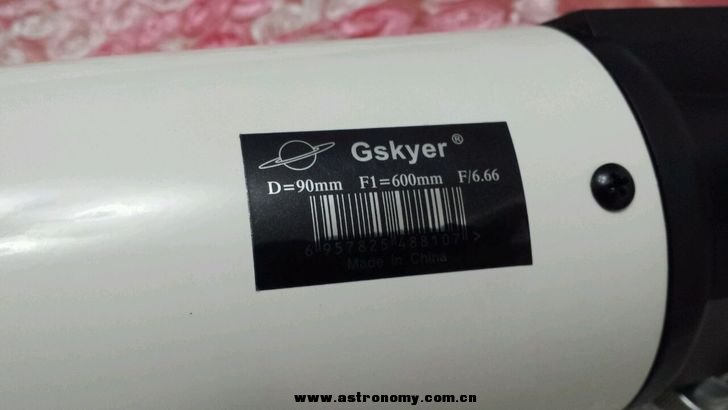 Gskyer®
D=90mm F1=600mm F/6.66
6 957825 488107 >
Made in China
www.astronomy.com.cn